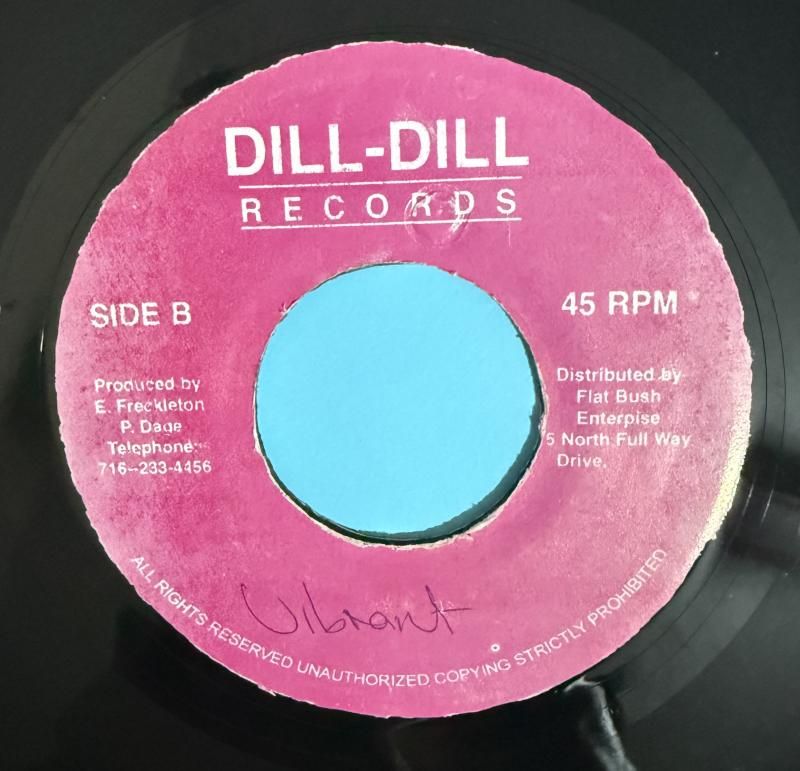 DILL-DILL
RECORDS
SIDE B
45 RPM
Produced by
E. Freckleton
P. Dage
Telephone:
716-233-4456
Distributed by
Flat Bush
Enterpise
5 North Full Way
Drive.
Vibrant
ALL RIGHTS RESERVED UNAUTHORIZED COPYING STRICTLY PROHIBITED